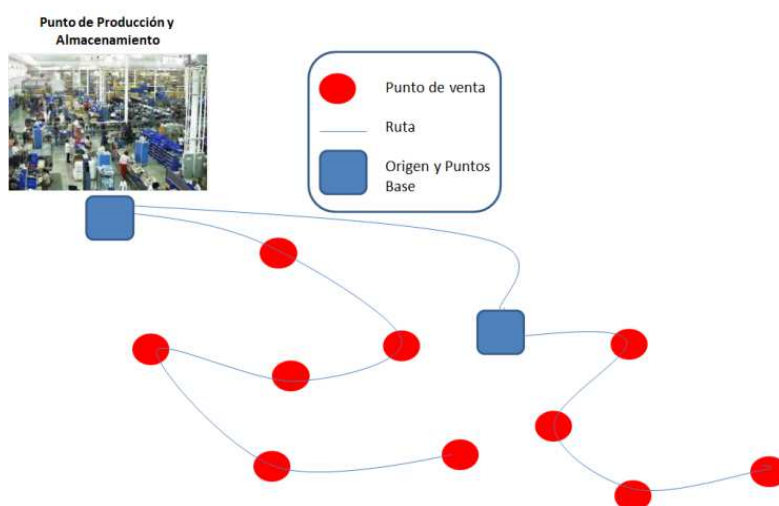 Punto de Producción y
Almacenamiento
Punto de venta
Ruta
Origen y Puntos
Base